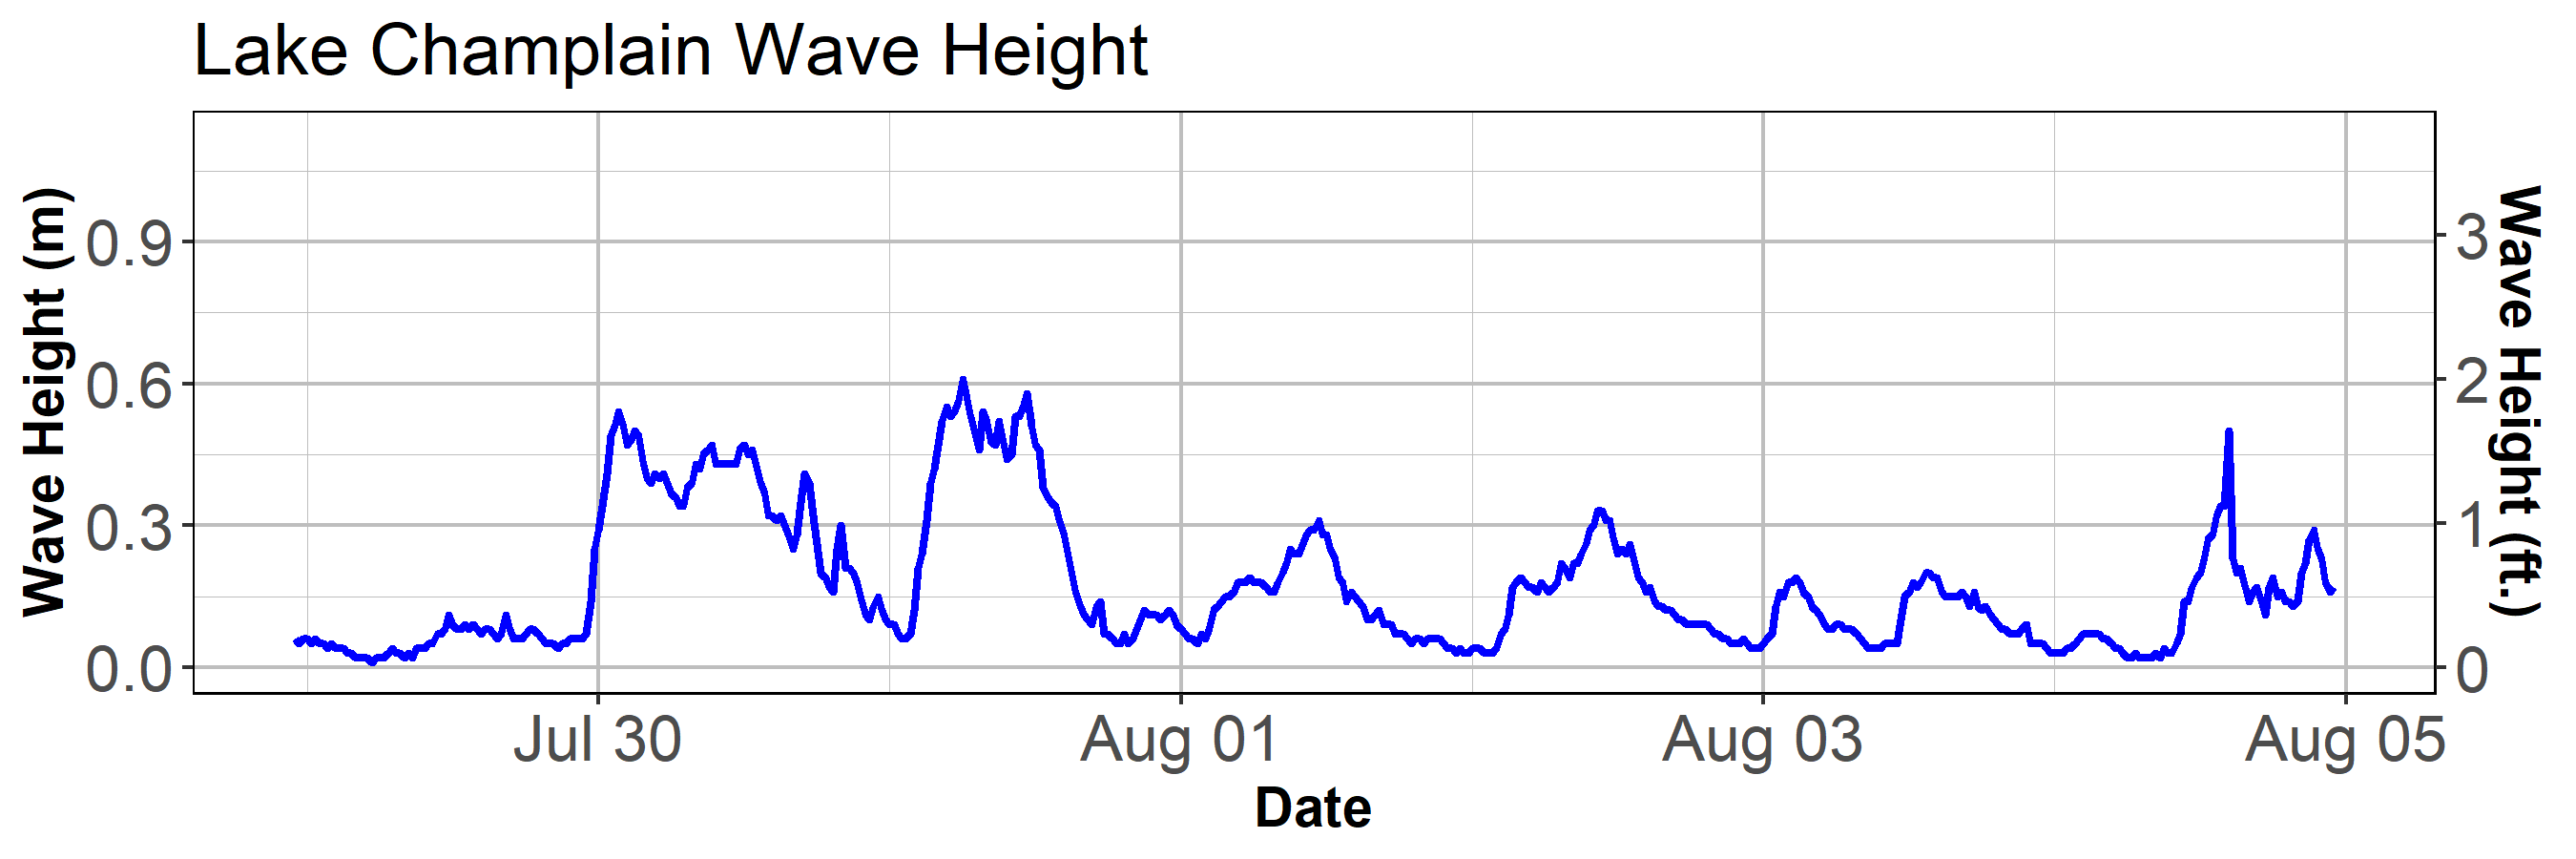 Lake Champlain Wave Height
Wave Height (m)
0.9
0.6
0.3
0.0
3
2
1
0
Wave Height (ft.)
Jul 30
Aug 01
Aug 03
Aug 05
Date